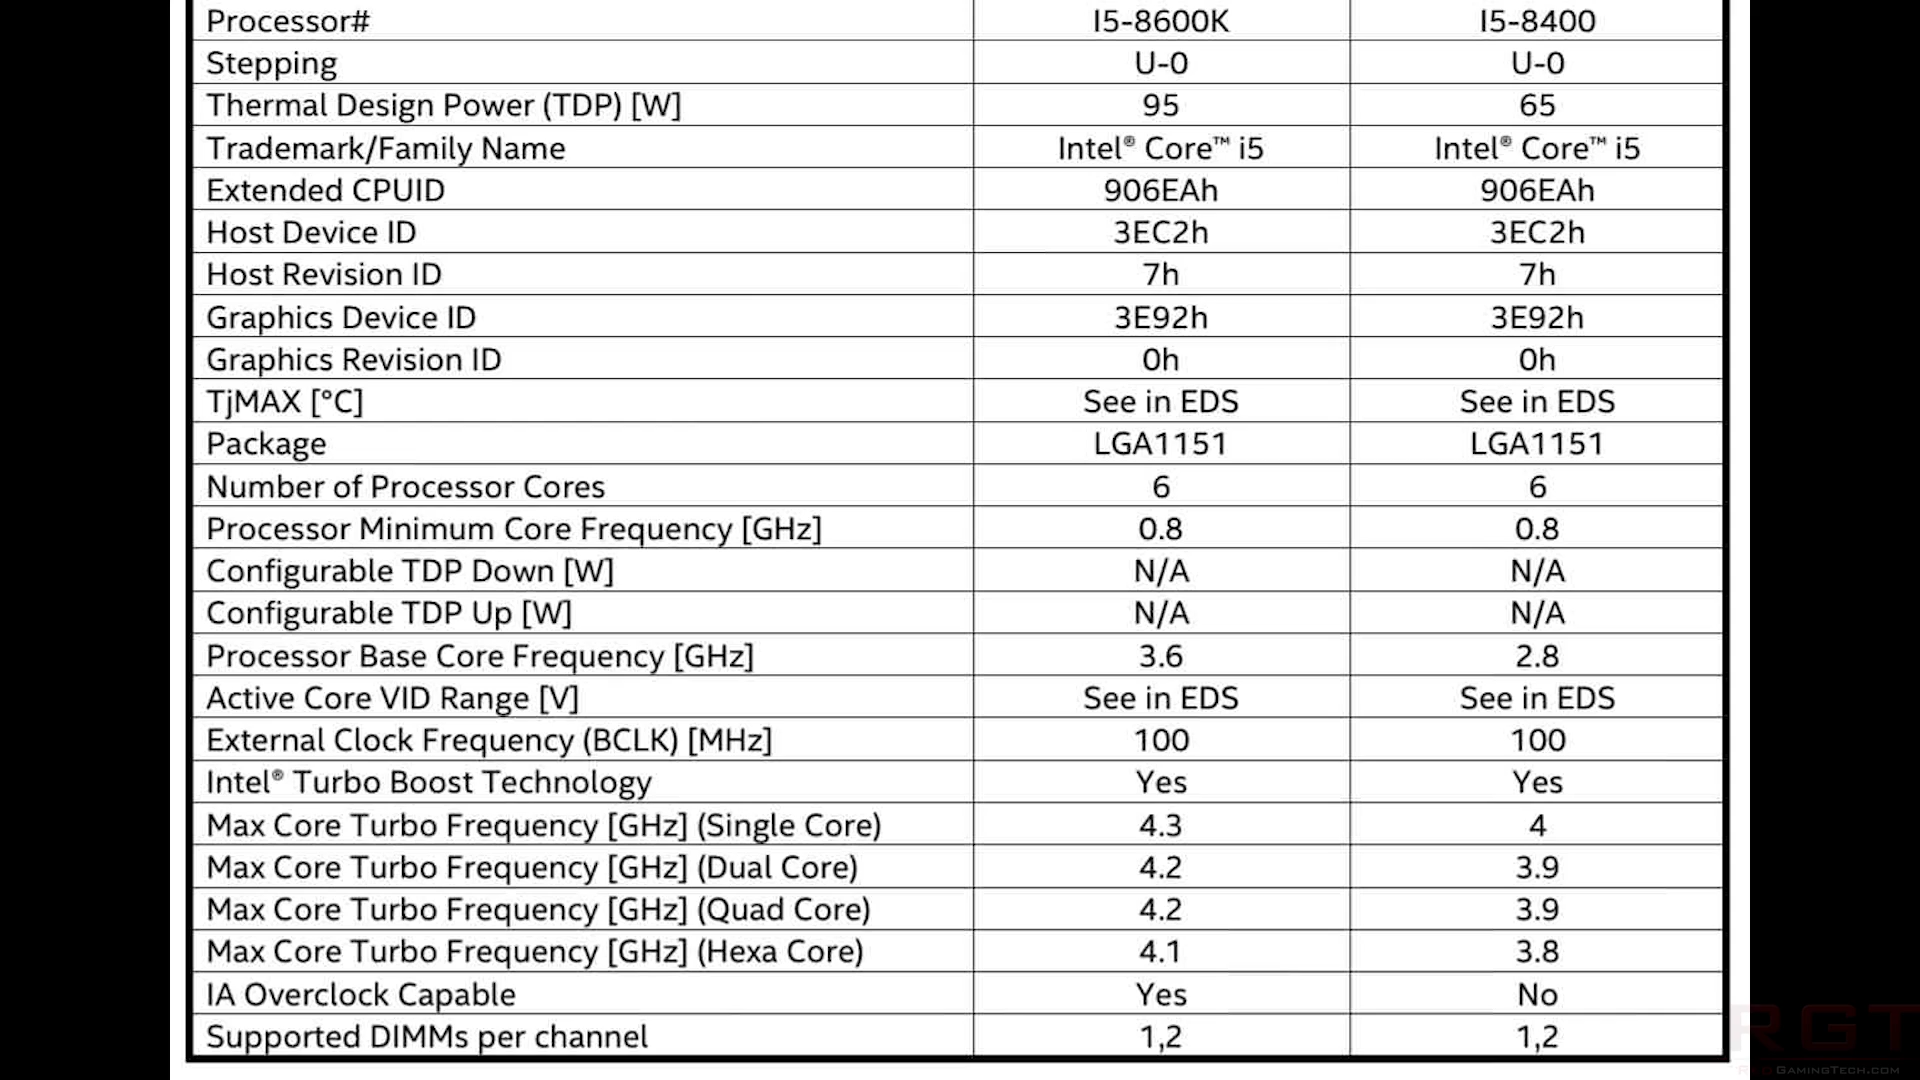 Processor# I5-8600K I5-8400
Stepping U-0 U-0
Thermal Design Power (TDP) [W] 95 65
Trademark/Family Name Intel® Core™ i5 Intel® Core™ i5
Extended CPUID 906EAh 906EAh
Host Device ID 3EC2h 3EC2h
Host Revision ID 7h 7h
Graphics Device ID 3E92h 3E92h
Graphics Revision ID 0h 0h
TjMAX [°C] See in EDS See in EDS
Package LGA1151 LGA1151
Number of Processor Cores 6 6
Processor Minimum Core Frequency [GHz] 0.8 0.8
Configurable TDP Down [W] N/A N/A
Configurable TDP Up [W] N/A N/A
Processor Base Core Frequency [GHz] 3.6 2.8
Active Core VID Range [V] See in EDS See in EDS
External Clock Frequency (BCLK) [MHz] 100 100
Intel® Turbo Boost Technology Yes Yes
Max Core Turbo Frequency [GHz] (Single Core) 4.3 4
Max Core Turbo Frequency [GHz] (Dual Core) 4.2 3.9
Max Core Turbo Frequency [GHz] (Quad Core) 4.2 3.9
Max Core Turbo Frequency [GHz] (Hexa Core) 4.1 3.8
IA Overclock Capable Yes No
Supported DIMMs per channel 1,2 1,2
RGT
REDGAMINGTECH.COM